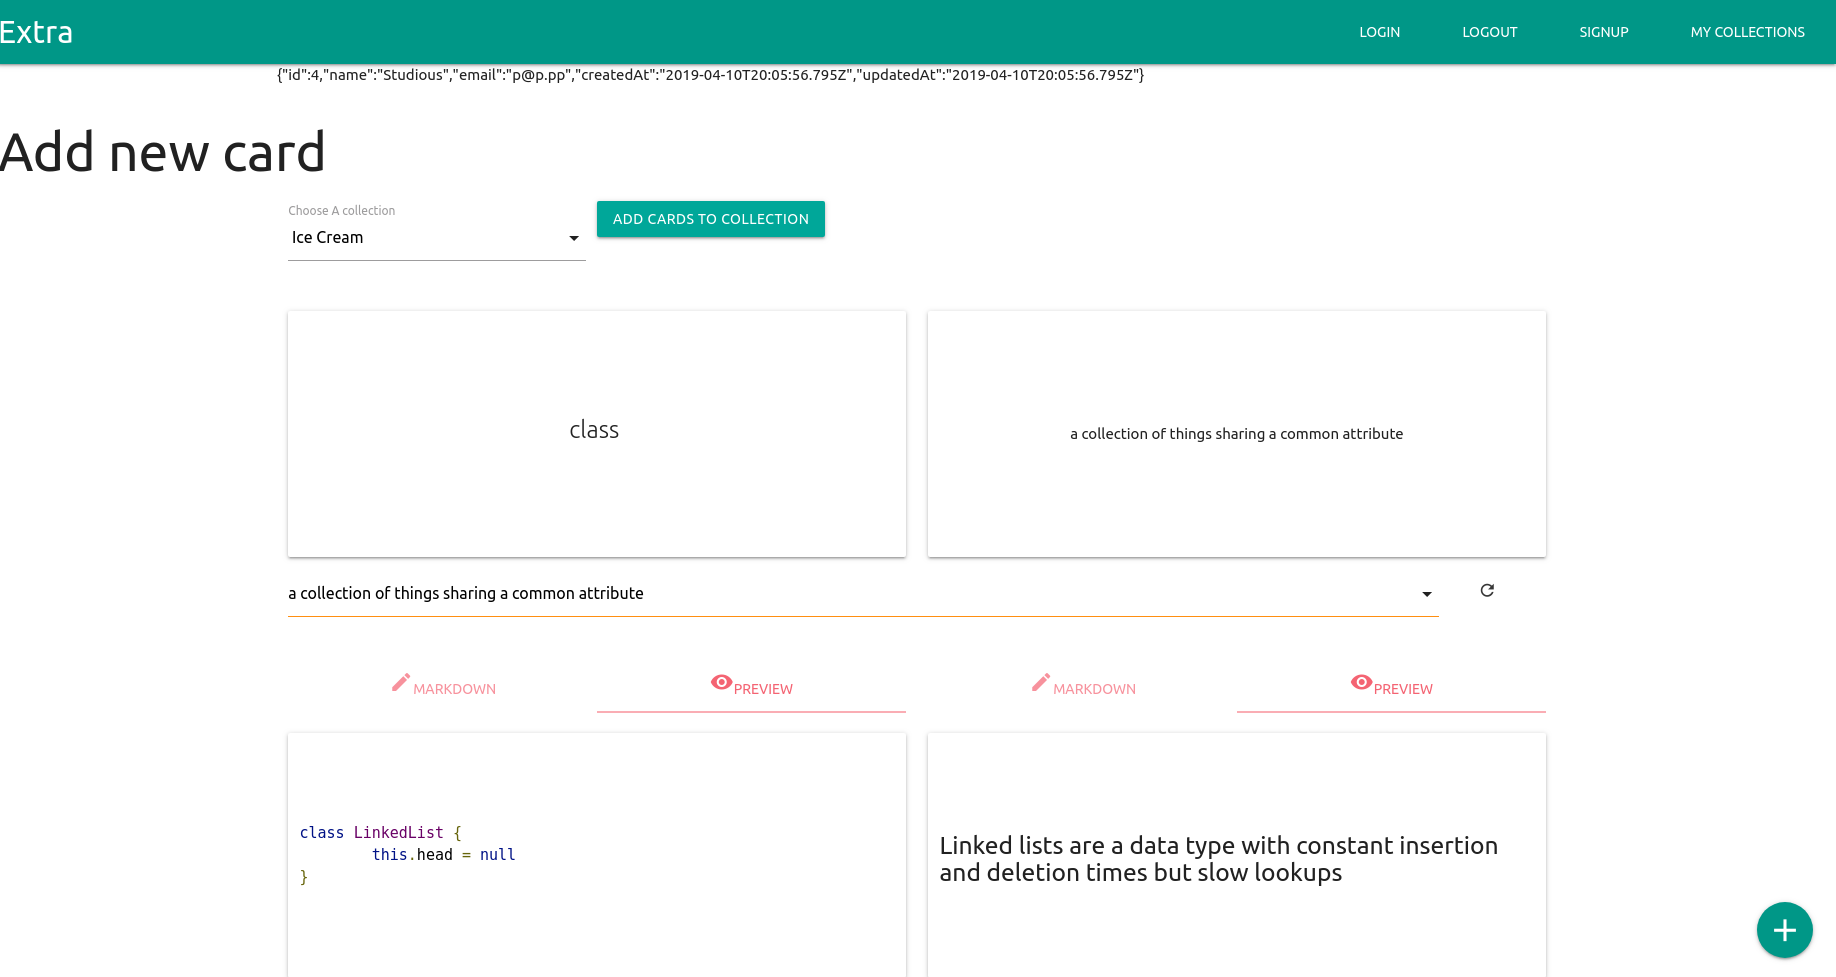 Extra
LOGIN LOGOUT SIGNUP MY COLLECTIONS
{"id":4,"name":"Studious","email":"p@p.pp","createdAt":"2019-04-10T20:05:56.795Z","updatedAt":"2019-04-10T20:05:56.795Z"}
Add new card
Choose A collection
Ice Cream
ADD CARDS TO COLLECTION
class
a collection of things sharing a common attribute
a collection of things sharing a common attribute
MARKDOWN PREVIEW MARKDOWN PREVIEW
class LinkedList {
this.head = null
}
Linked lists are a data type with constant insertion
and deletion times but slow lookups